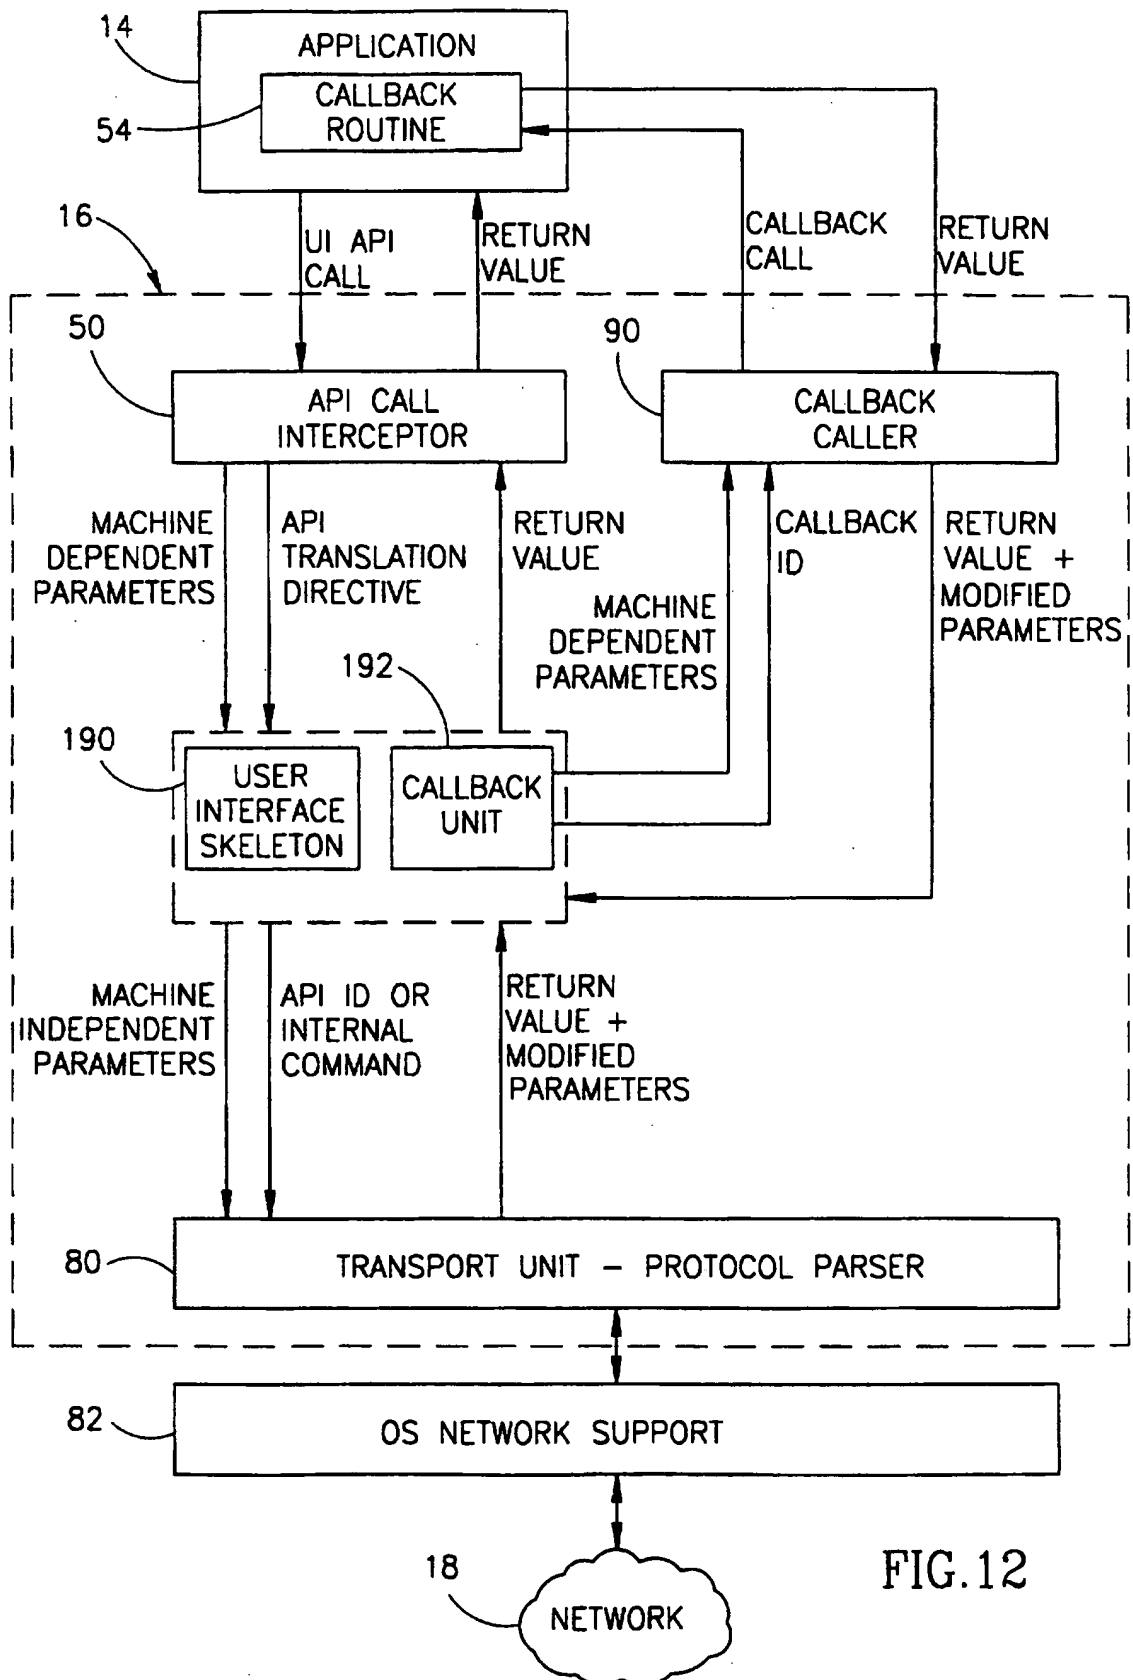 14
APPLICATION
CALLBACK
ROUTINE
54
16
UI API
CALL
RETURN
VALUE
CALLBACK
CALL
RETURN
VALUE
50
API CALL
INTERCEPTOR
90
CALLBACK
CALLER
MACHINE
DEPENDENT
PARAMETERS
API
TRANSLATION
DIRECTIVE
RETURN
VALUE
MACHINE
DEPENDENT
PARAMETERS
CALLBACK
ID
RETURN
VALUE +
MODIFIED
PARAMETERS
190
USER
INTERFACE
SKELETON
192
CALLBACK
UNIT
MACHINE
INDEPENDENT
PARAMETERS
API ID OR
INTERNAL
COMMAND
RETURN
VALUE +
MODIFIED
PARAMETERS
80
TRANSPORT UNIT – PROTOCOL PARSER
82
OS NETWORK SUPPORT
18
NETWORK
FIG.12